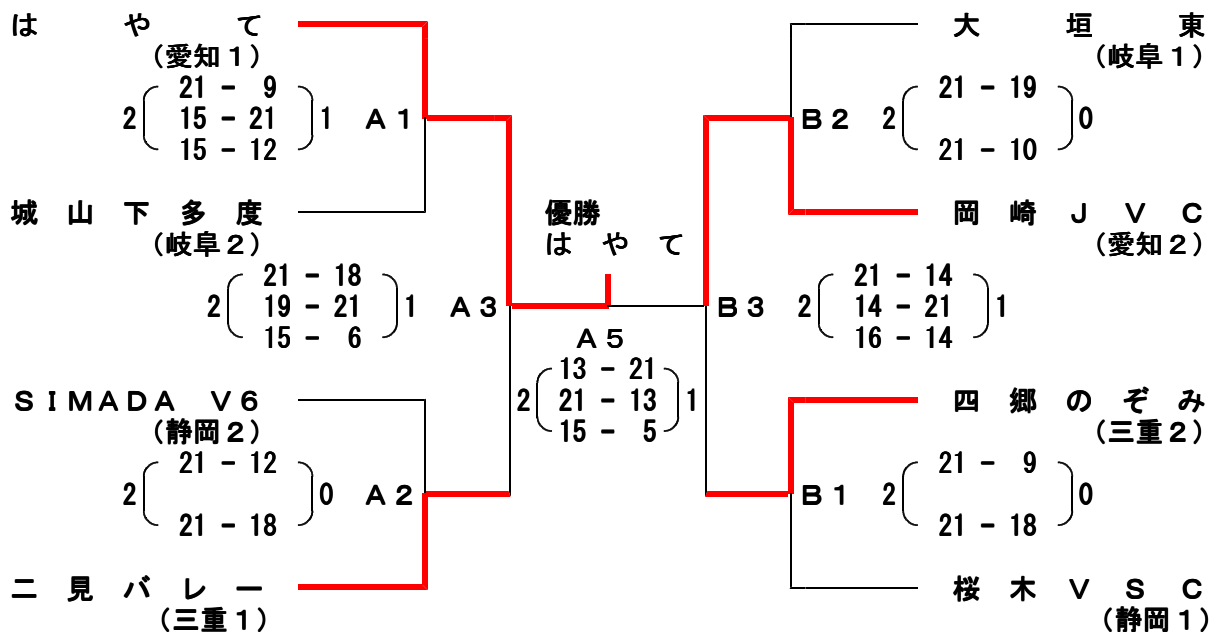 はやて
(愛知1)
21 - 9
2 15 - 21 1
15 - 12
A1
城山下多度
(岐阜2)
21 - 18
2 19 - 21 1
15 - 6
A3
SIMADA V6
(静岡2)
21 - 12
2 0
21 - 18
A2
二見バレー
(三重1)
優勝
はやて
A5
13 - 21
2 21 - 13 1
15 - 5
大垣東
(岐阜1)
21 - 19
B2 2 0
21 - 10
岡崎JVC
(愛知2)
21 - 14
B3 2 14 - 21 1
16 - 14
四郷のぞみ
(三重2)
21 - 9
B1 2 0
21 - 18
桜木VSC
(静岡1)